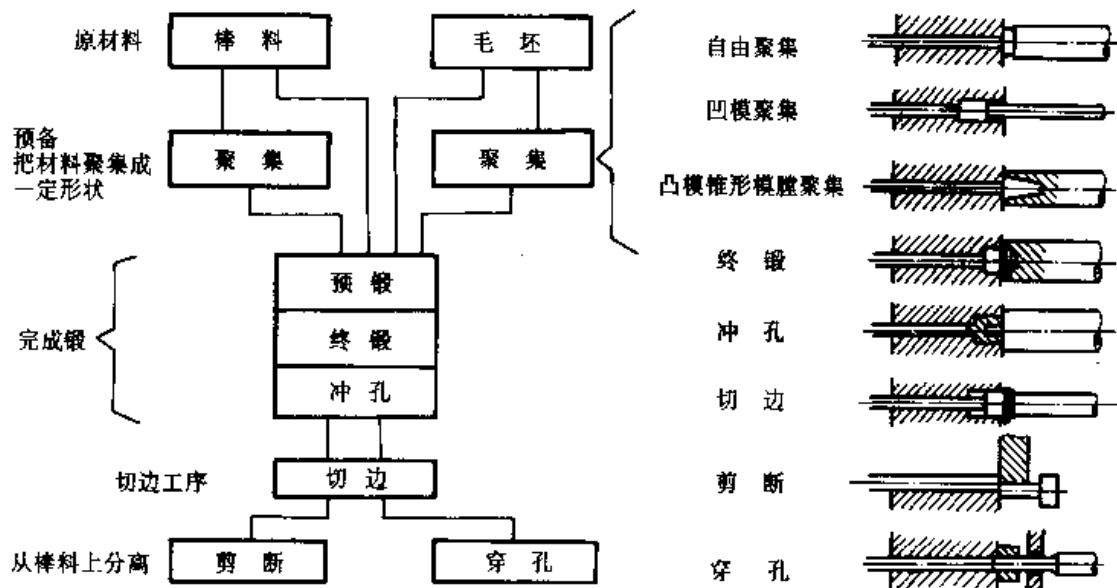 原材料
棒料
毛坯
预备
把材料聚集成
一定形状
聚集
聚集
完成锻
预锻
终锻
冲孔
切边工序
切边
从棒料上分离
剪断
穿孔
自由聚集
凹模聚集
凸模锥形模膛聚集
终锻
冲孔
切边
剪断
穿孔